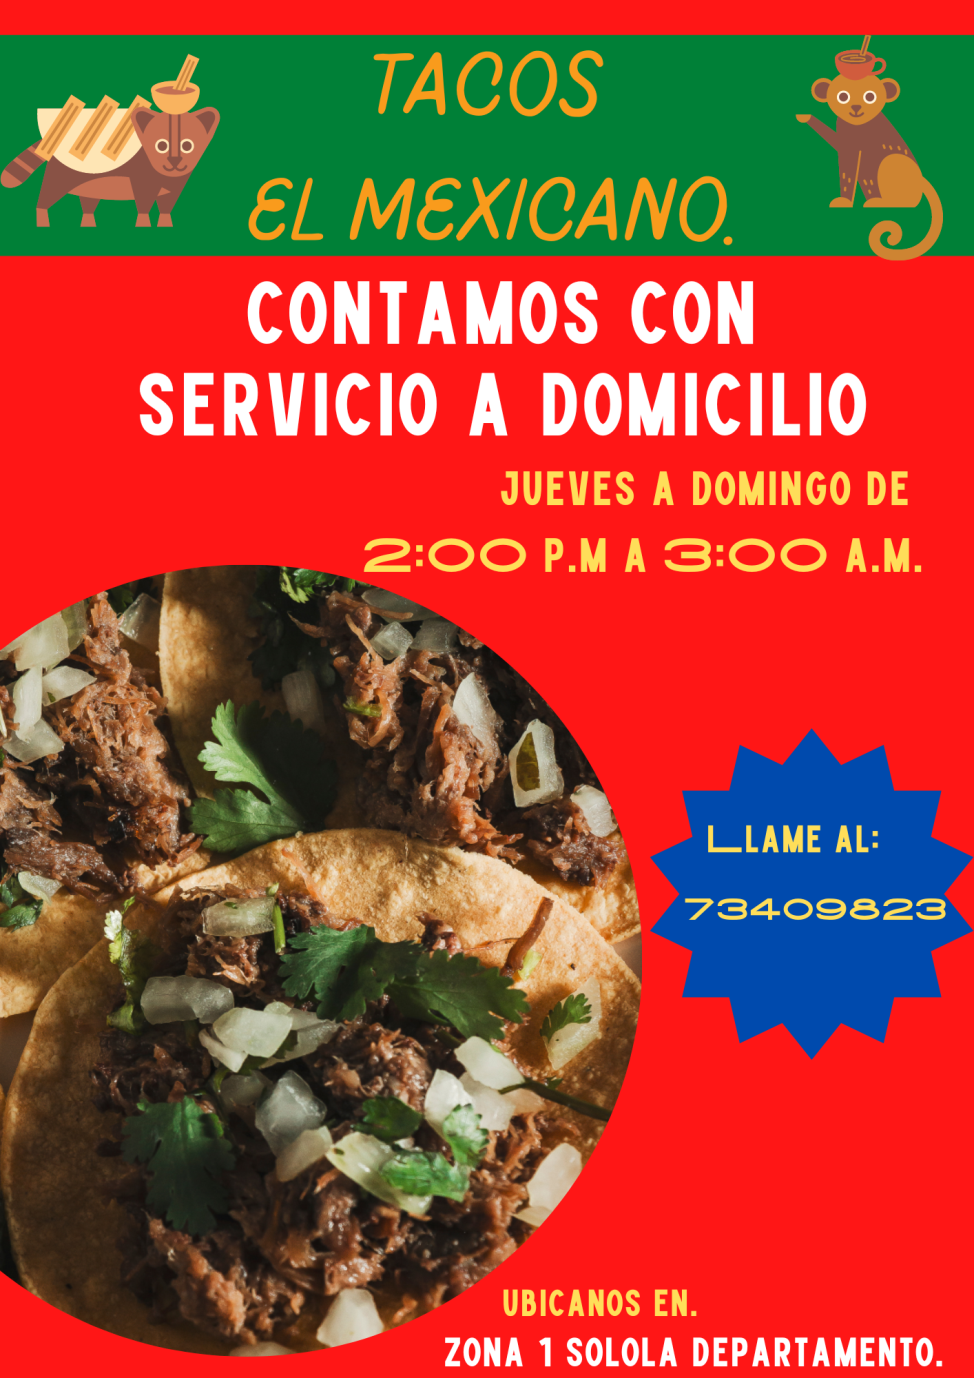 TACOS
EL MEXICANO.
CONTAMOS CON
SERVICIO A DOMICILIO
JUEVES A DOMINGO DE
2:00 P.M A 3:00 A.M.
LLAME AL:
73409823
UBICANOS EN.
ZONA 1 SOLOLA DEPARTAMENTO.